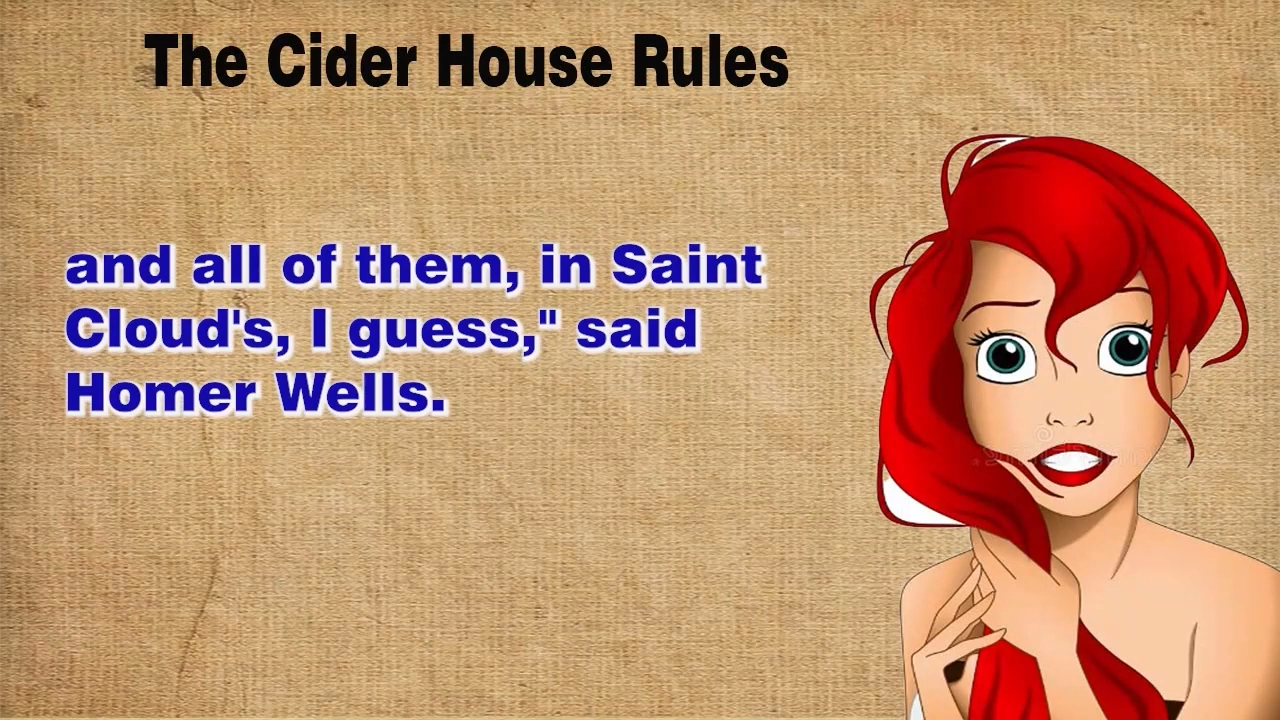 The Cider House Rules
and all of them, in Saint
Cloud's, I guess," said
Homer Wells.